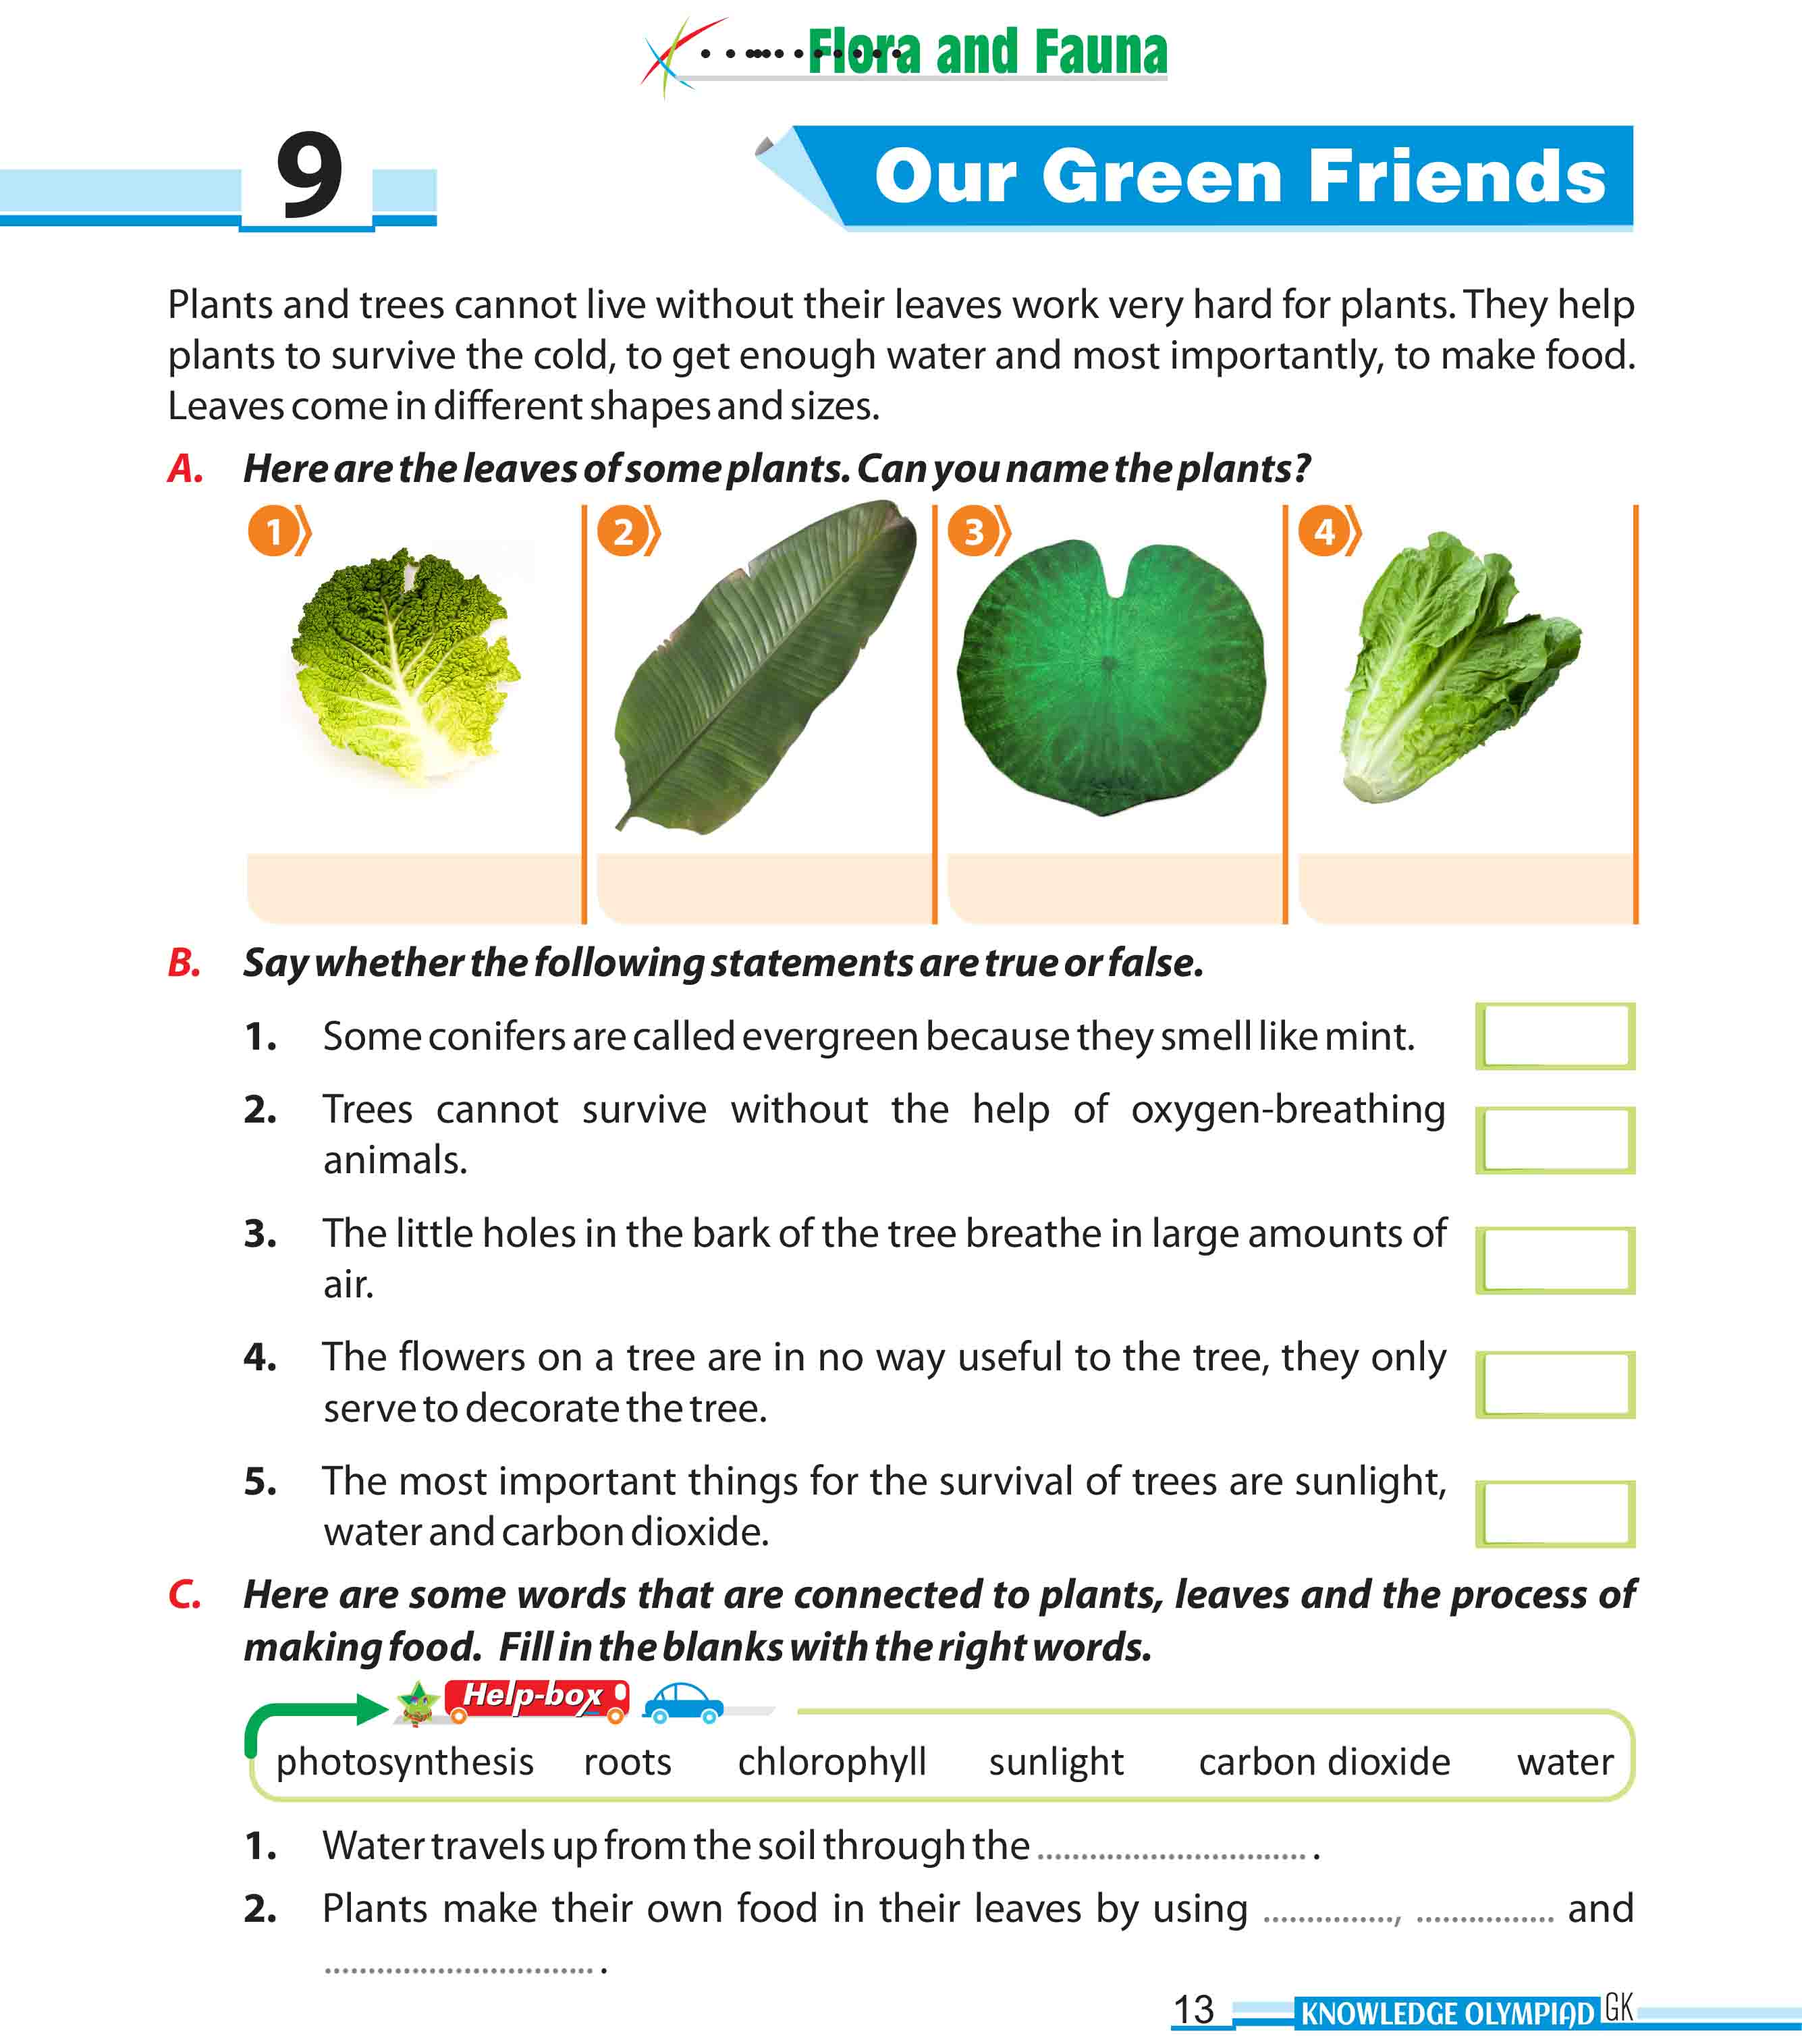 Flora and Fauna
9
Our Green Friends
Plants and trees cannot live without their leaves work very hard for plants. They help
plants to survive the cold, to get enough water and most importantly, to make food.
Leaves come in different shapes and sizes.
A. Here are the leaves of some plants. Can you name the plants?
1 2 3 4
B. Say whether the following statements are true or false.
1. Some conifers are called evergreen because they smell like mint.
2. Trees cannot survive without the help of oxygen-breathing
animals.
3. The little holes in the bark of the tree breathe in large amounts of
air.
4. The flowers on a tree are in no way useful to the tree, they only
serve to decorate the tree.
5. The most important things for the survival of trees are sunlight,
water and carbon dioxide.
C. Here are some words that are connected to plants, leaves and the process of
making food. Fill in the blanks with the right words.
Help-box
photosynthesis roots chlorophyll sunlight carbon dioxide water
1. Water travels up from the soil through the ............................... .
2. Plants make their own food in their leaves by using ..............., ................ and
............................... .
13 KNOWLEDGE OLYMPIAD GK